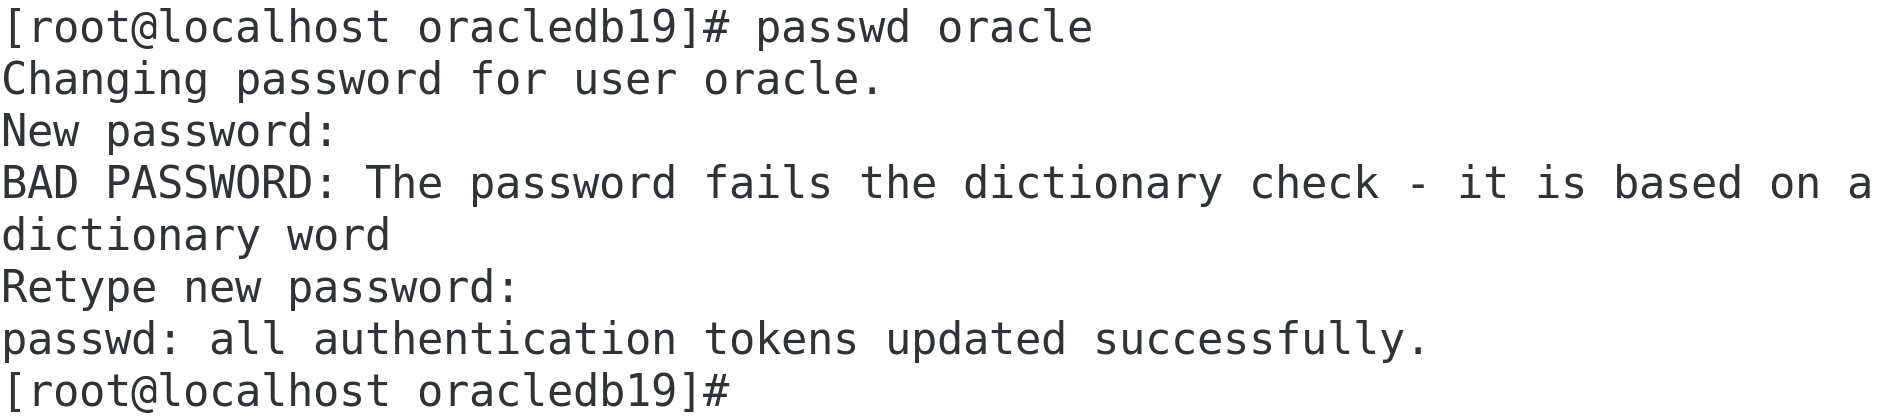 [root@localhost oracledb19]# passwd oracle
Changing password for user oracle.
New password:
BAD PASSWORD: The password fails the dictionary check - it is based on a
dictionary word
Retype new password:
passwd: all authentication tokens updated successfully.
[root@localhost oracledb19]#